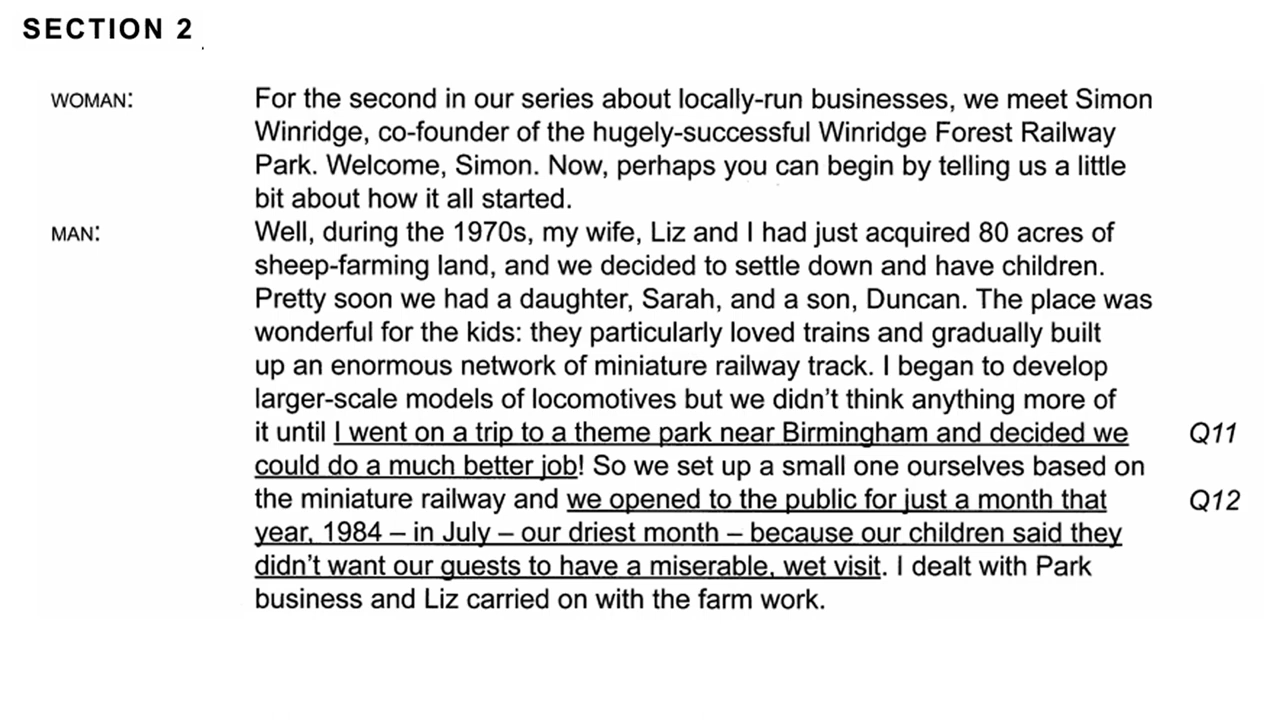 SECTION 2
WOMAN: For the second in our series about locally-run businesses, we meet Simon
Winridge, co-founder of the hugely-successful Winridge Forest Railway
Park. Welcome, Simon. Now, perhaps you can begin by telling us a little
bit about how it all started.
MAN: Well, during the 1970s, my wife, Liz and I had just acquired 80 acres of
sheep-farming land, and we decided to settle down and have children.
Pretty soon we had a daughter, Sarah, and a son, Duncan. The place was
wonderful for the kids: they particularly loved trains and gradually built
up an enormous network of miniature railway track. I began to develop
larger-scale models of locomotives but we didn't think anything more of
it until I went on a trip to a theme park near Birmingham and decided we Q11
could do a much better job! So we set up a small one ourselves based on
the miniature railway and we opened to the public for just a month that Q12
year, 1984 – in July – our driest month – because our children said they
didn't want our guests to have a miserable, wet visit. I dealt with Park
business and Liz carried on with the farm work.